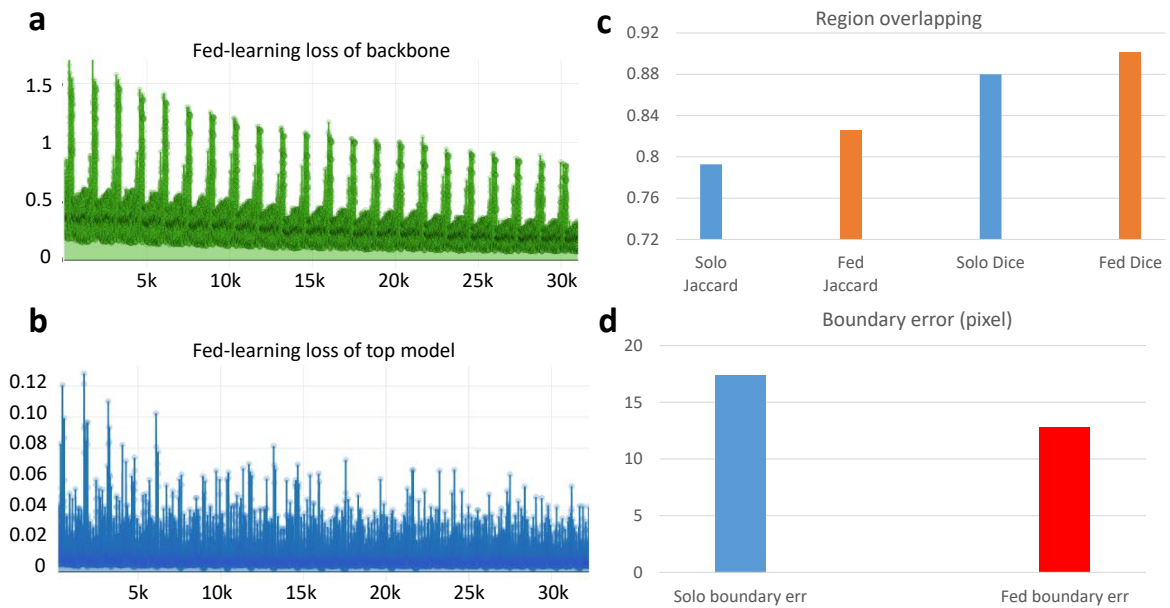 a
Fed-learning loss of backbone
1.5
1
0.5
0
5k 10k 15k 20k 25k 30k
b
Fed-learning loss of top model
0.12
0.10
0.08
0.06
0.04
0.02
0
5k 10k 15k 20k 25k 30k
c
Region overlapping
0.92
0.88
0.84
0.8
0.76
0.72
Solo Fed Solo Dice Fed Dice
Jaccard Jaccard
d
Boundary error (pixel)
20
15
10
5
0
Solo boundary err Fed boundary err